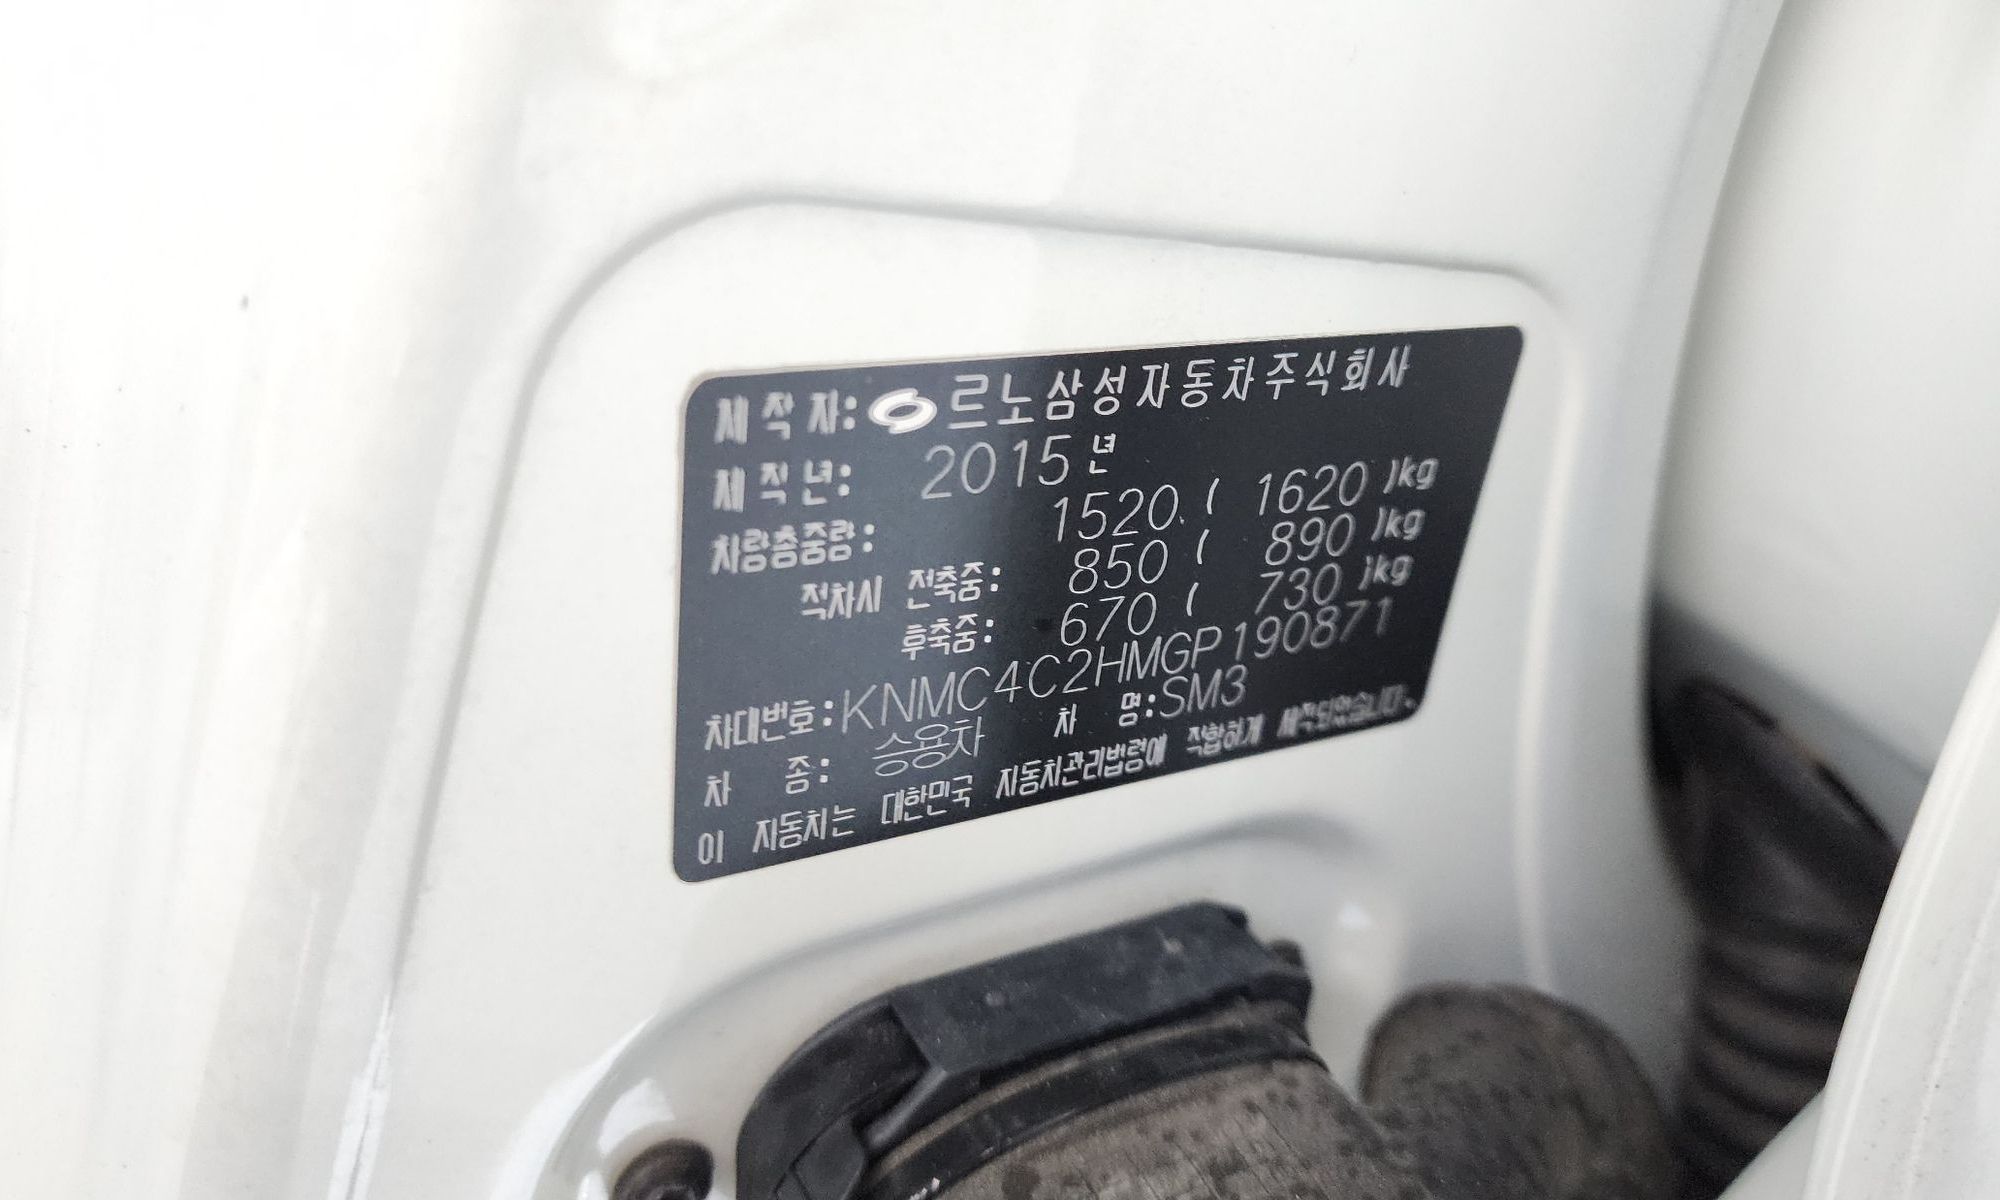 제 작 자: 르노삼성자동차주식회사
제 작 년: 2015년
차량총중량: 1520 ( 1620 )kg
적차시 전축중: 850 ( 890 )kg
후축중: 670 ( 730 )kg
차대번호: KNMC4C2HMGP190871
차 종: 승용차 차 명: SM3
이 자동차는 대한민국 자동차관리법령에 적합하게 제작되었습니다.